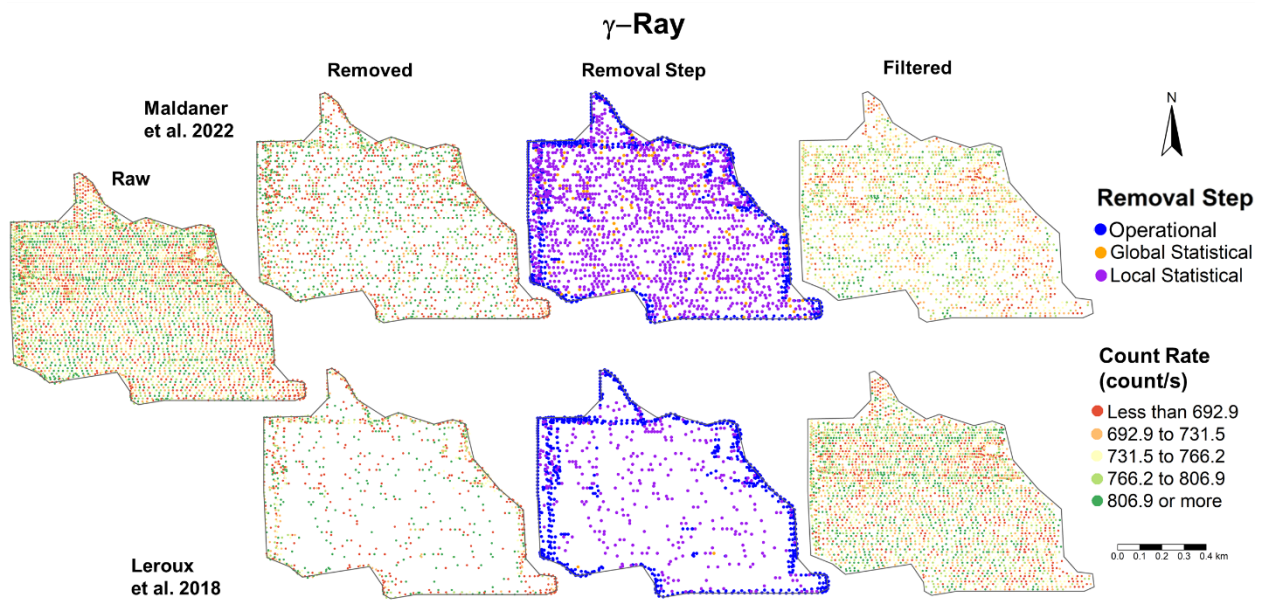 γ–Ray
Removed
Removal Step
Filtered
Maldaner
et al. 2022
N
Raw
Removal Step
Operational
Global Statistical
Local Statistical
Count Rate
(count/s)
Less than 692.9
692.9 to 731.5
731.5 to 766.2
766.2 to 806.9
806.9 or more
0.0 0.1 0.2 0.3 0.4 km
Leroux
et al. 2018